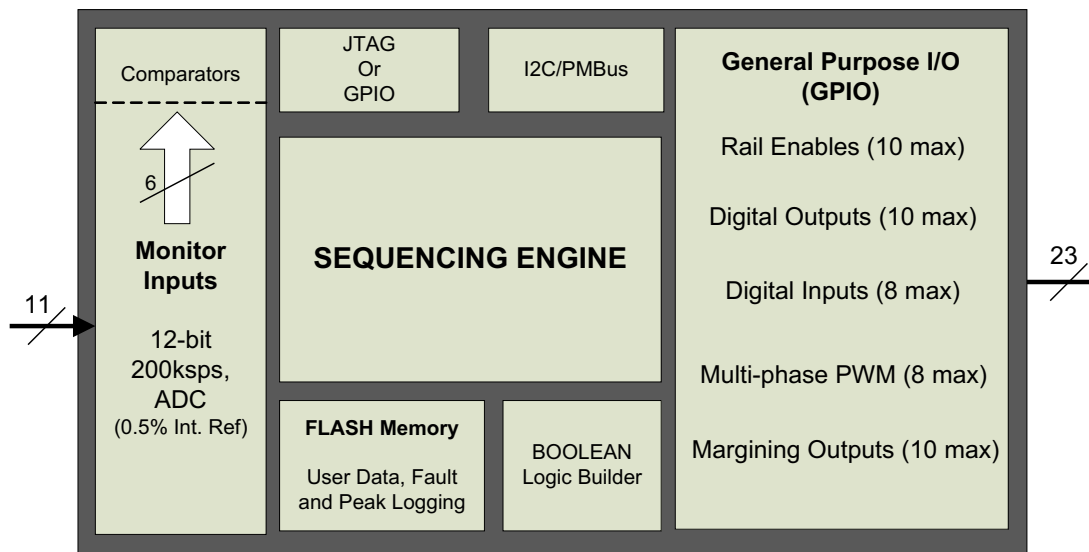 11
Comparators
6
Monitor
Inputs
12-bit
200ksps,
ADC
(0.5% Int. Ref)
JTAG
Or
GPIO
I2C/PMBus
SEQUENCING ENGINE
FLASH Memory
User Data, Fault
and Peak Logging
BOOLEAN
Logic Builder
General Purpose I/O
(GPIO)
Rail Enables (10 max)
Digital Outputs (10 max)
Digital Inputs (8 max)
Multi-phase PWM (8 max)
Margining Outputs (10 max)
23